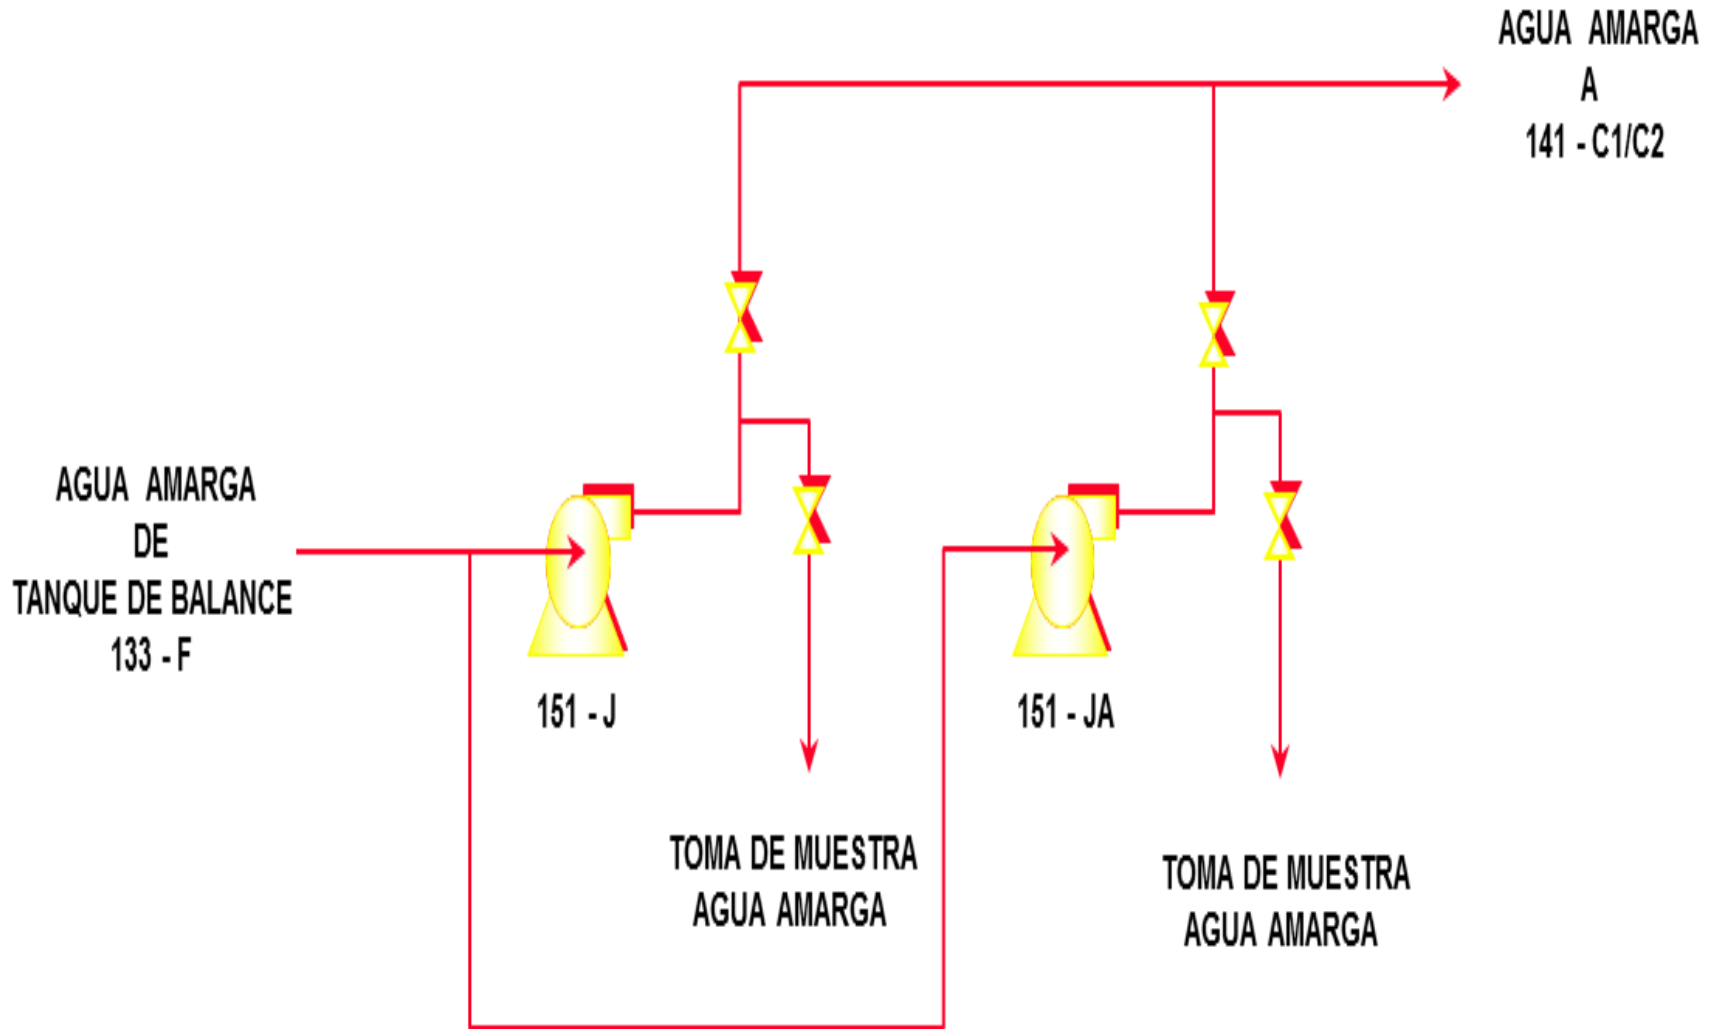 AGUA AMARGA
A
141 - C1/C2
AGUA AMARGA
DE
TANQUE DE BALANCE
133 - F
151 - J
151 - JA
TOMA DE MUESTRA
AGUA AMARGA
TOMA DE MUESTRA
AGUA AMARGA